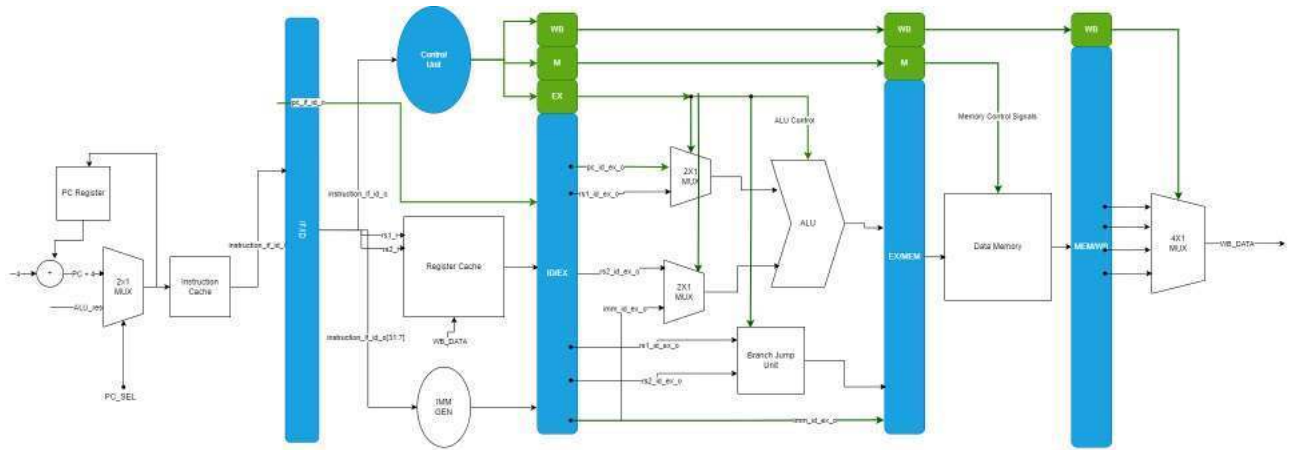 WB
WB
WB
Control
Unit
M
M
EX
pc_if_id_o
ALU Control
Memory Control Signals
PC Register
instruction_if_id_o
pc_id_ex_o
2X1
MUX
rs1_id_ex_o
IF/ID
rs1_i
rs2_i
instruction_if_id_
Register Cache
ID/EX
ALU
EX/MEM
Data Memory
MEM/WB
4X1
MUX
WB_DATA
+
PC + 4
2x1
MUX
Instruction
Cache
rs2_id_ex_o
2X1
MUX
imm_id_ex_o
ALU_res
instruction_if_id_o[31:7]
WB_DATA
rs1_id_ex_o
Branch Jump
Unit
rs2_id_ex_o
PC_SEL
IMM
GEN
imm_id_ex_o